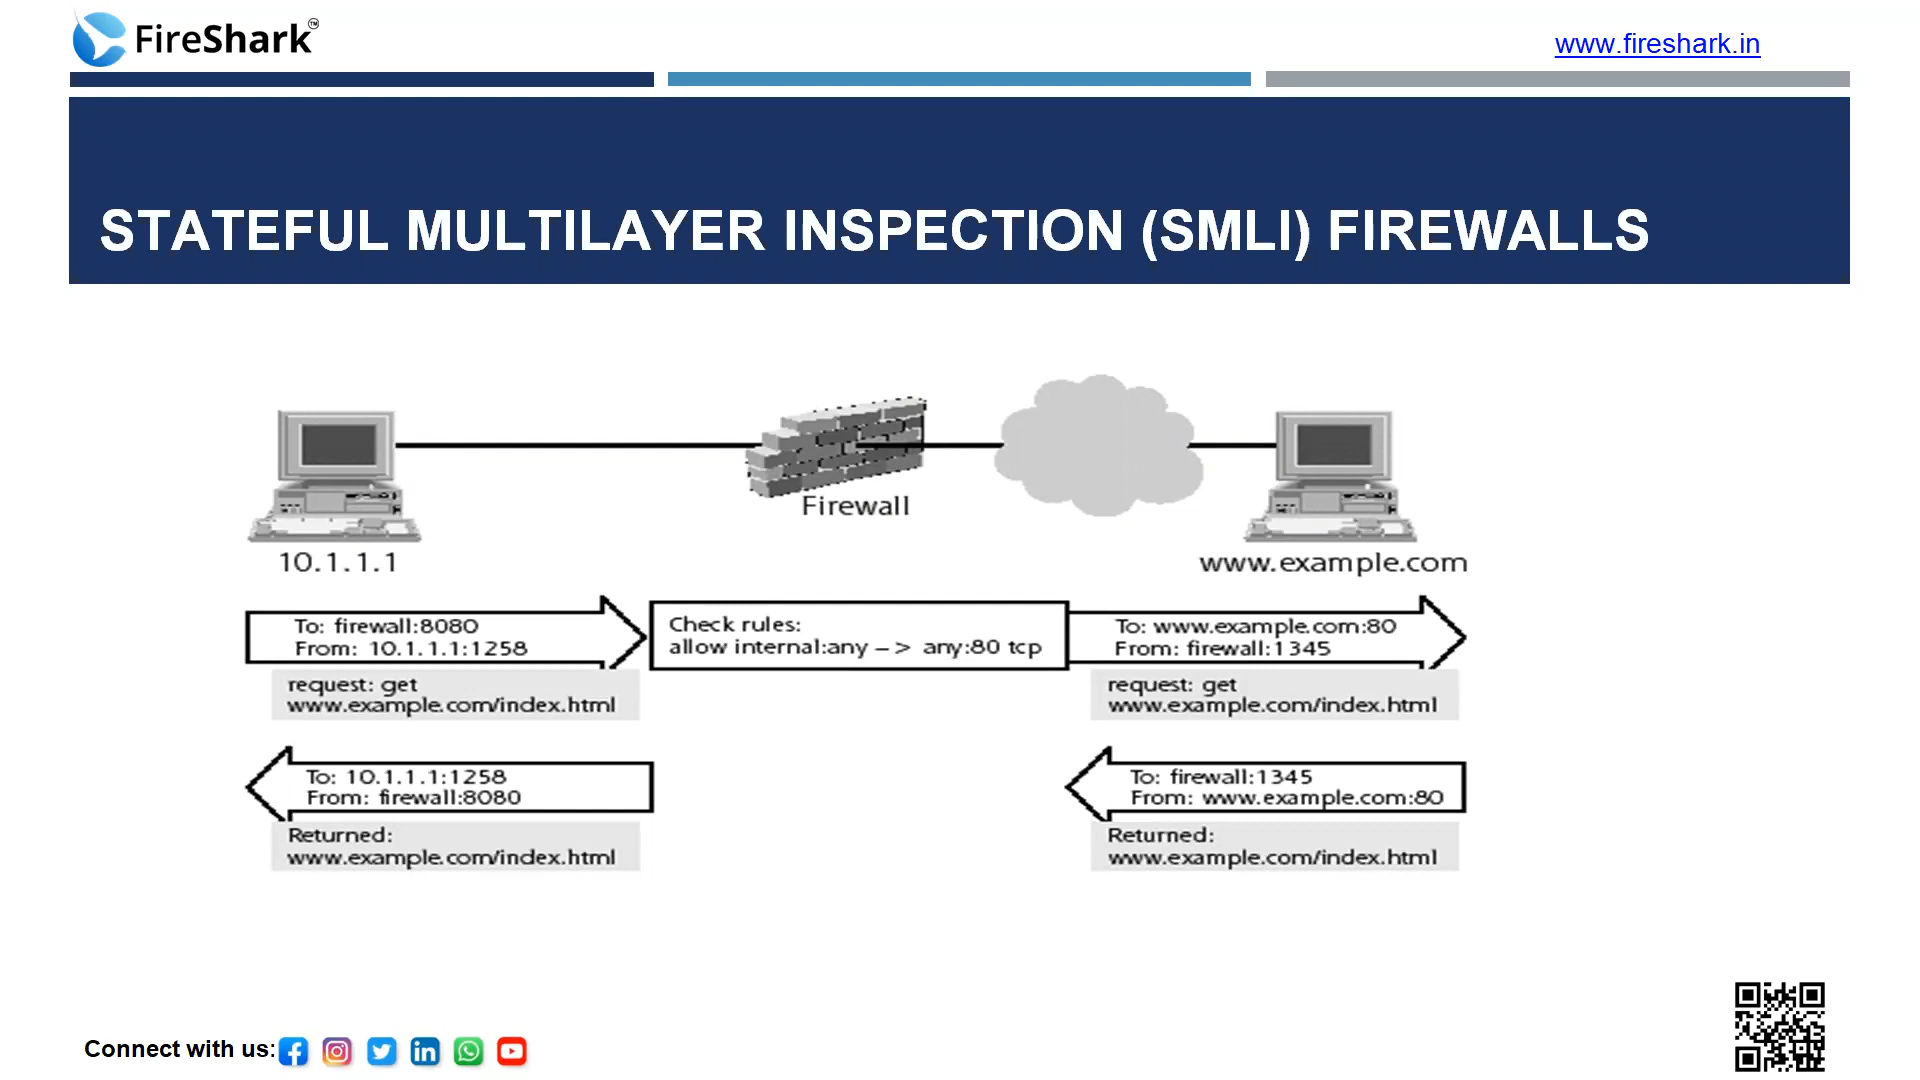 FireShark™
www.fireshark.in
STATEFUL MULTILAYER INSPECTION (SMLI) FIREWALLS
Firewall
10.1.1.1
www.example.com
To: firewall:8080
From: 10.1.1.1:1258
Check rules:
allow internal:any –> any:80 tcp
To: www.example.com:80
From: firewall:1345
request: get
www.example.com/index.html
request: get
www.example.com/index.html
To: 10.1.1.1:1258
From: firewall:8080
To: firewall:1345
From: www.example.com:80
Returned:
www.example.com/index.html
Returned:
www.example.com/index.html
Connect with us: